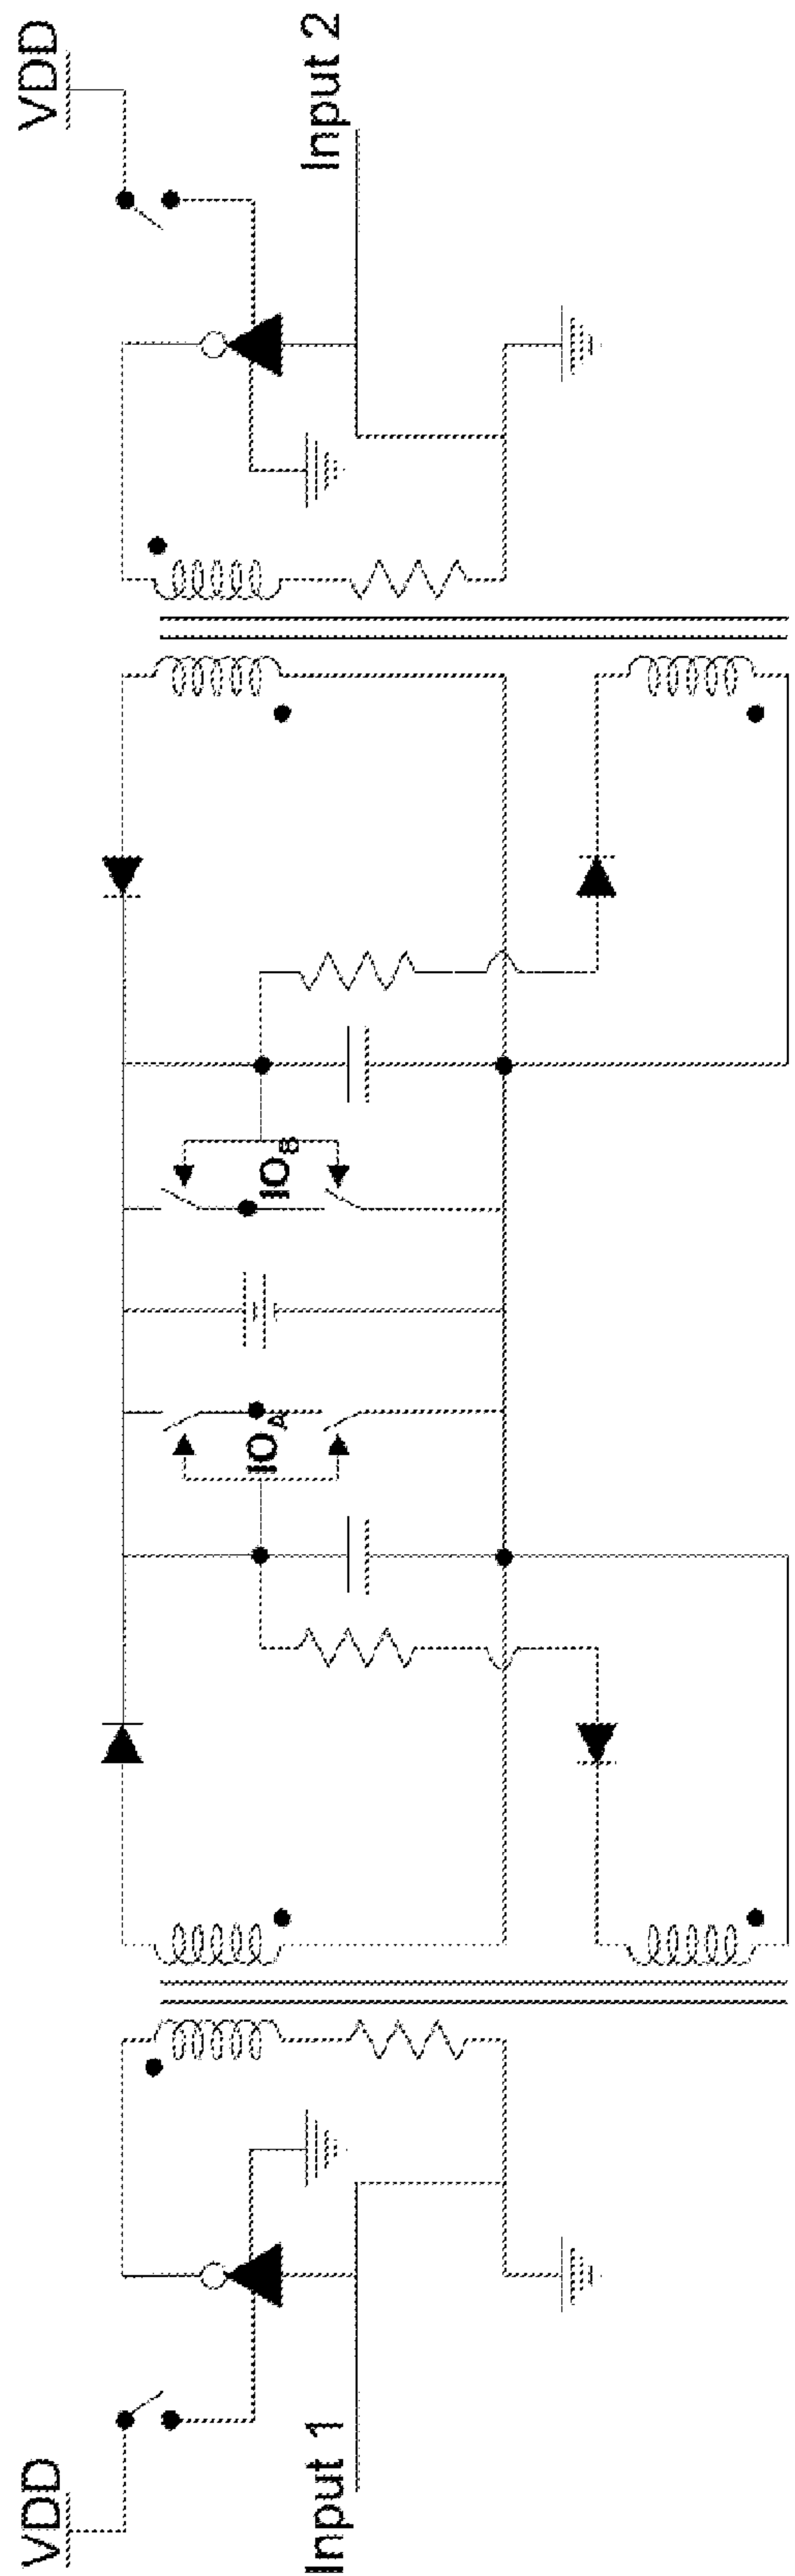 VDD
Input 1
IO_A
IO_B
VDD
Input 2